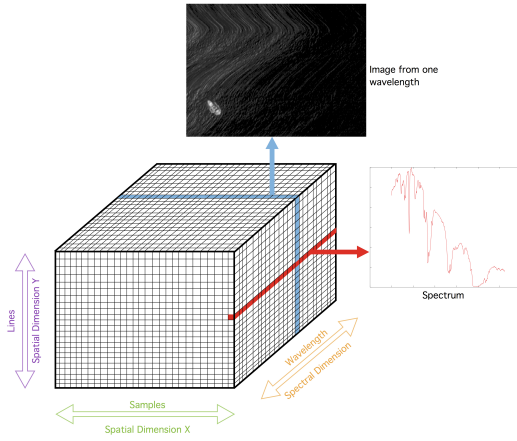 Image from one
wavelength
Spectrum
Lines
Spatial Dimension Y
Wavelength
Spectral Dimension
Samples
Spatial Dimension X